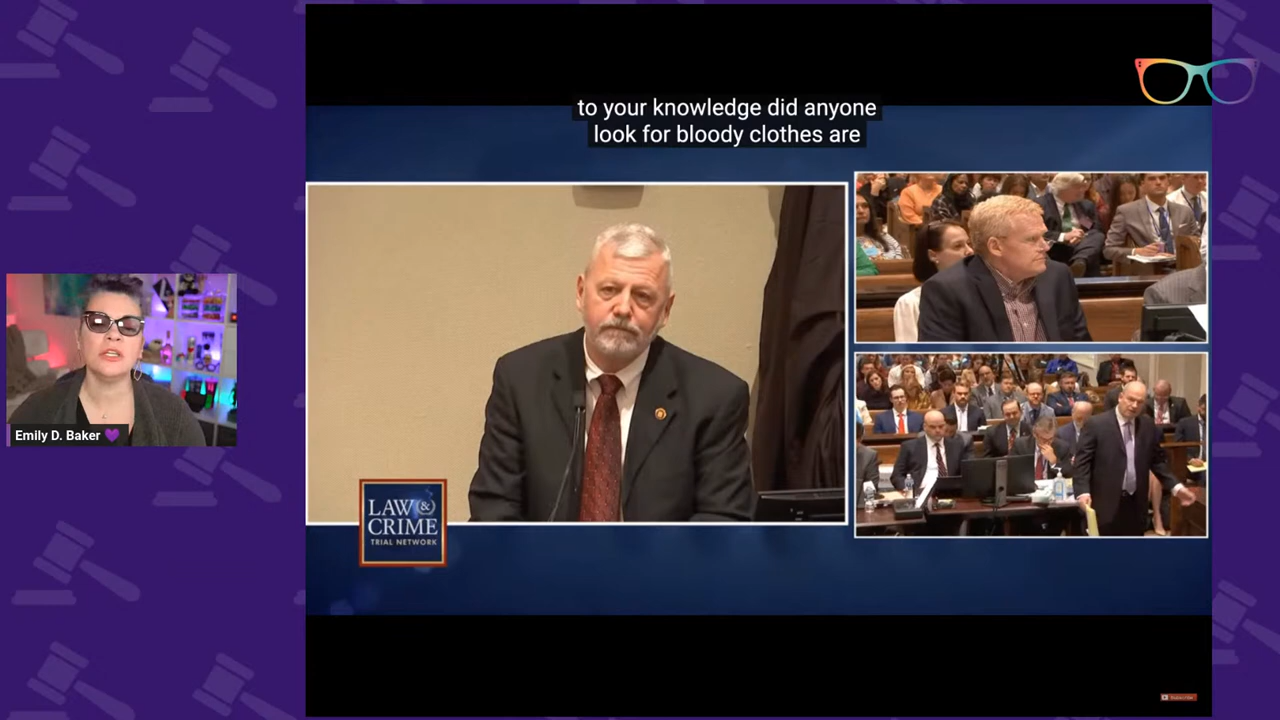 to your knowledge did anyone
look for bloody clothes are
Emily D. Baker 💜
LAW &
CRIME
TRIAL NETWORK